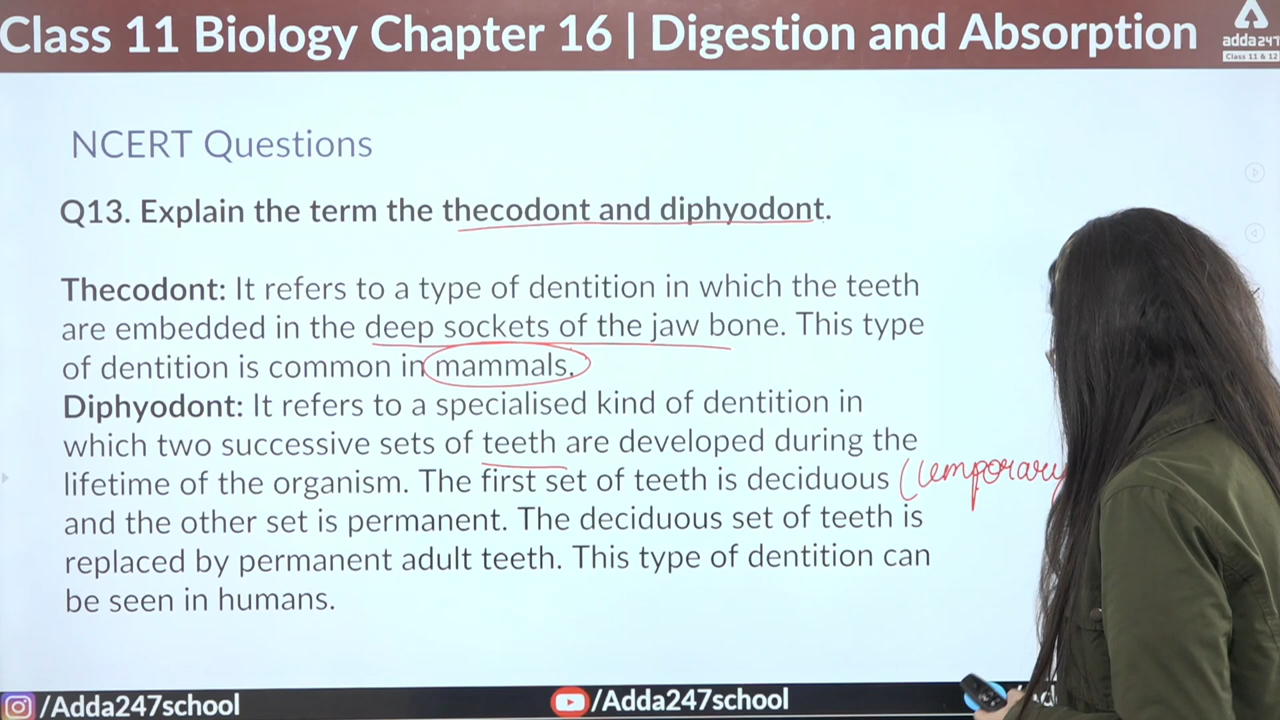 Class 11 Biology Chapter 16 | Digestion and Absorption
adda247
Class 11 & 12
NCERT Questions
Q13. Explain the term the thecodont and diphyodont.
Thecodont: It refers to a type of dentition in which the teeth
are embedded in the deep sockets of the jaw bone. This type
of dentition is common in mammals.
Diphyodont: It refers to a specialised kind of dentition in
which two successive sets of teeth are developed during the
lifetime of the organism. The first set of teeth is deciduous (temporary
and the other set is permanent. The deciduous set of teeth is
replaced by permanent adult teeth. This type of dentition can
be seen in humans.
/Adda247school
/Adda247school